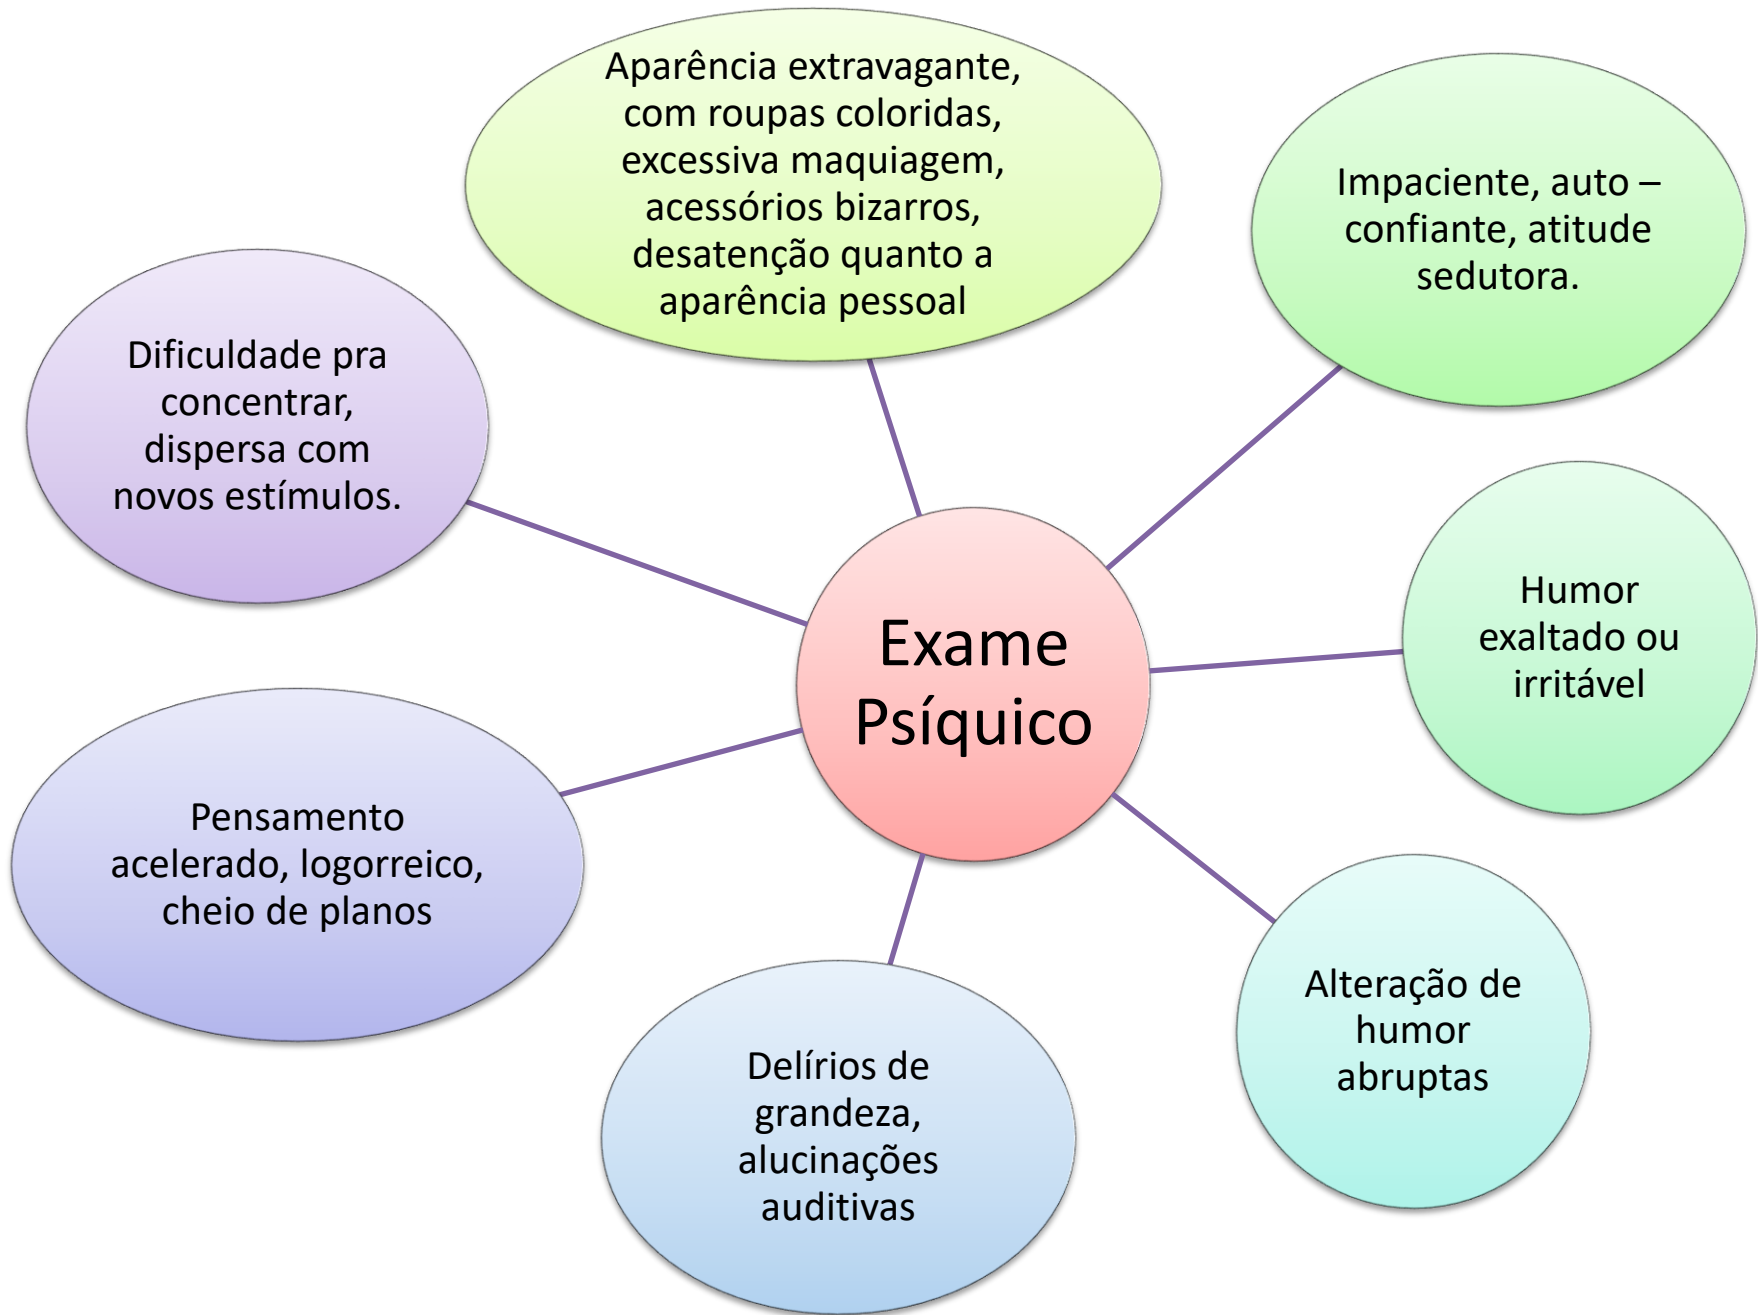 Aparência extravagante,
com roupas coloridas,
excessiva maquiagem,
acessórios bizarros,
desatenção quanto a
aparência pessoal
Impaciente, auto –
confiante, atitude
sedutora.
Humor
exaltado ou
irritável
Alteração de
humor
abruptas
Delírios de
grandeza,
alucinações
auditivas
Pensamento
acelerado, logorreico,
cheio de planos
Dificuldade pra
concentrar,
dispersa com
novos estímulos.
Exame
Psíquico